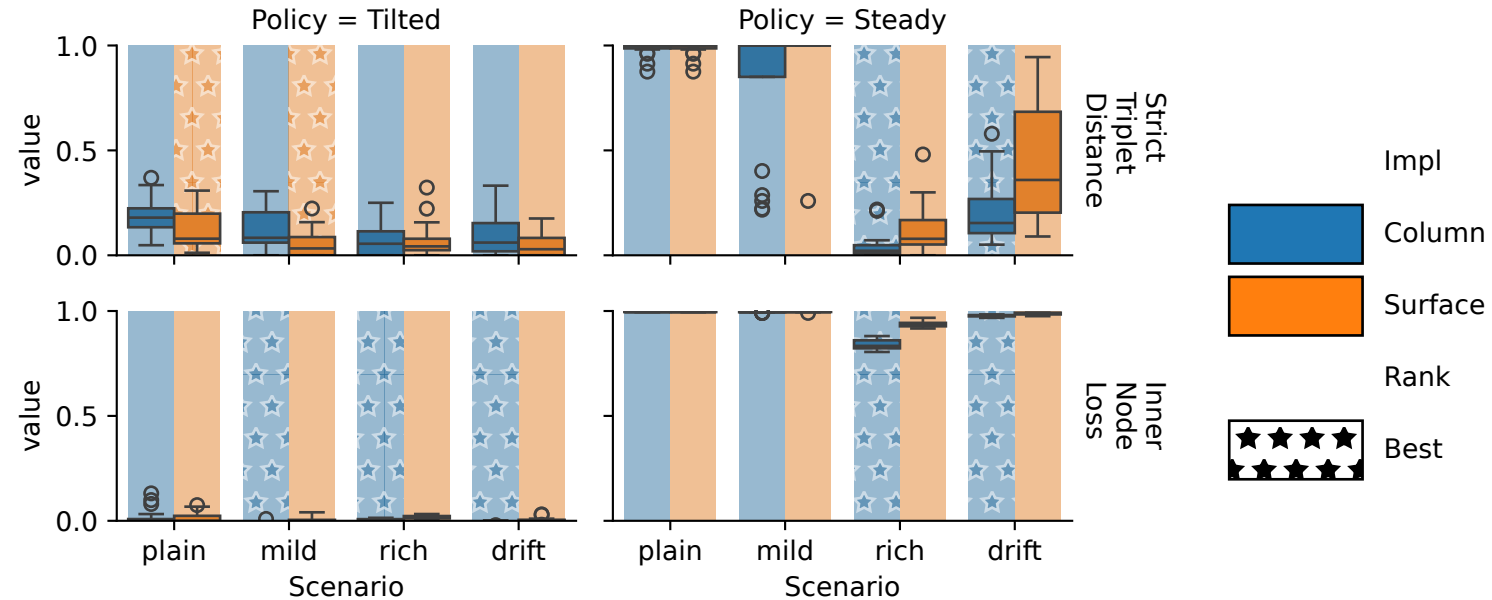 Policy = Tilted
Policy = Steady
1.0
0.5
0.0
value
Strict
Triplet
Distance
1.0
0.5
0.0
value
Inner
Node
Loss
plain mild rich drift
Scenario
plain mild rich drift
Scenario
Impl
Column
Surface
Rank
Best